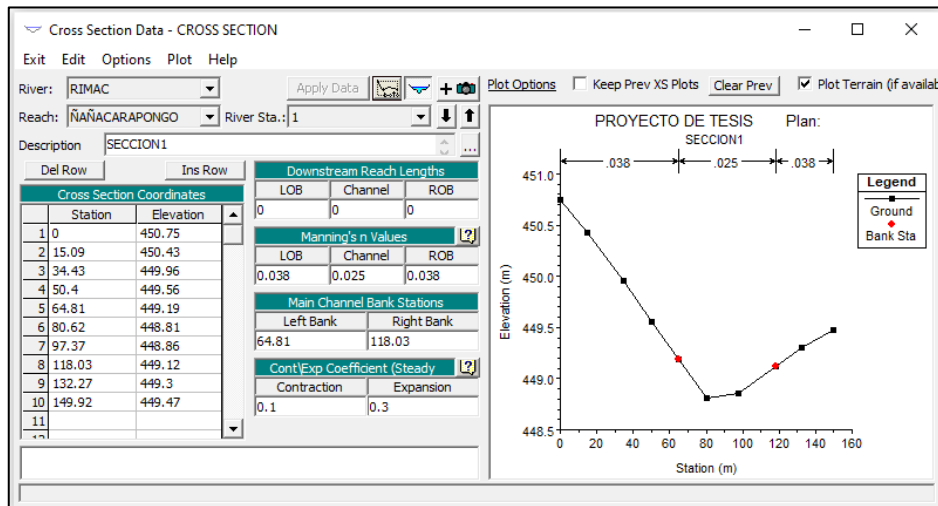 Cross Section Data - CROSS SECTION
Exit Edit Options Plot Help
River: RIMAC Apply Data
Reach: ÑAÑACARAPONGO River Sta.: 1
Description SECCION1 ...
Del Row Ins Row
Cross Section Coordinates
Station Elevation
1 0 450.75
2 15.09 450.43
3 34.43 449.96
4 50.4 449.56
5 64.81 449.19
6 80.62 448.81
7 97.37 448.86
8 118.03 449.12
9 132.27 449.3
10 149.92 449.47
11
Downstream Reach Lengths
LOB Channel ROB
0 0 0
Manning's n Values
LOB Channel ROB
0.038 0.025 0.038
Main Channel Bank Stations
Left Bank Right Bank
64.81 118.03
Cont\Exp Coefficient (Steady
Contraction Expansion
0.1 0.3
Plot Options Keep Prev XS Plots Clear Prev Plot Terrain (if availab
PROYECTO DE TESIS Plan:
SECCION1
.038 .025 .038
451.0
450.5
450.0
449.5
449.0
448.5
Elevation (m)
0 20 40 60 80 100 120 140 160
Station (m)
Legend
Ground
Bank Sta